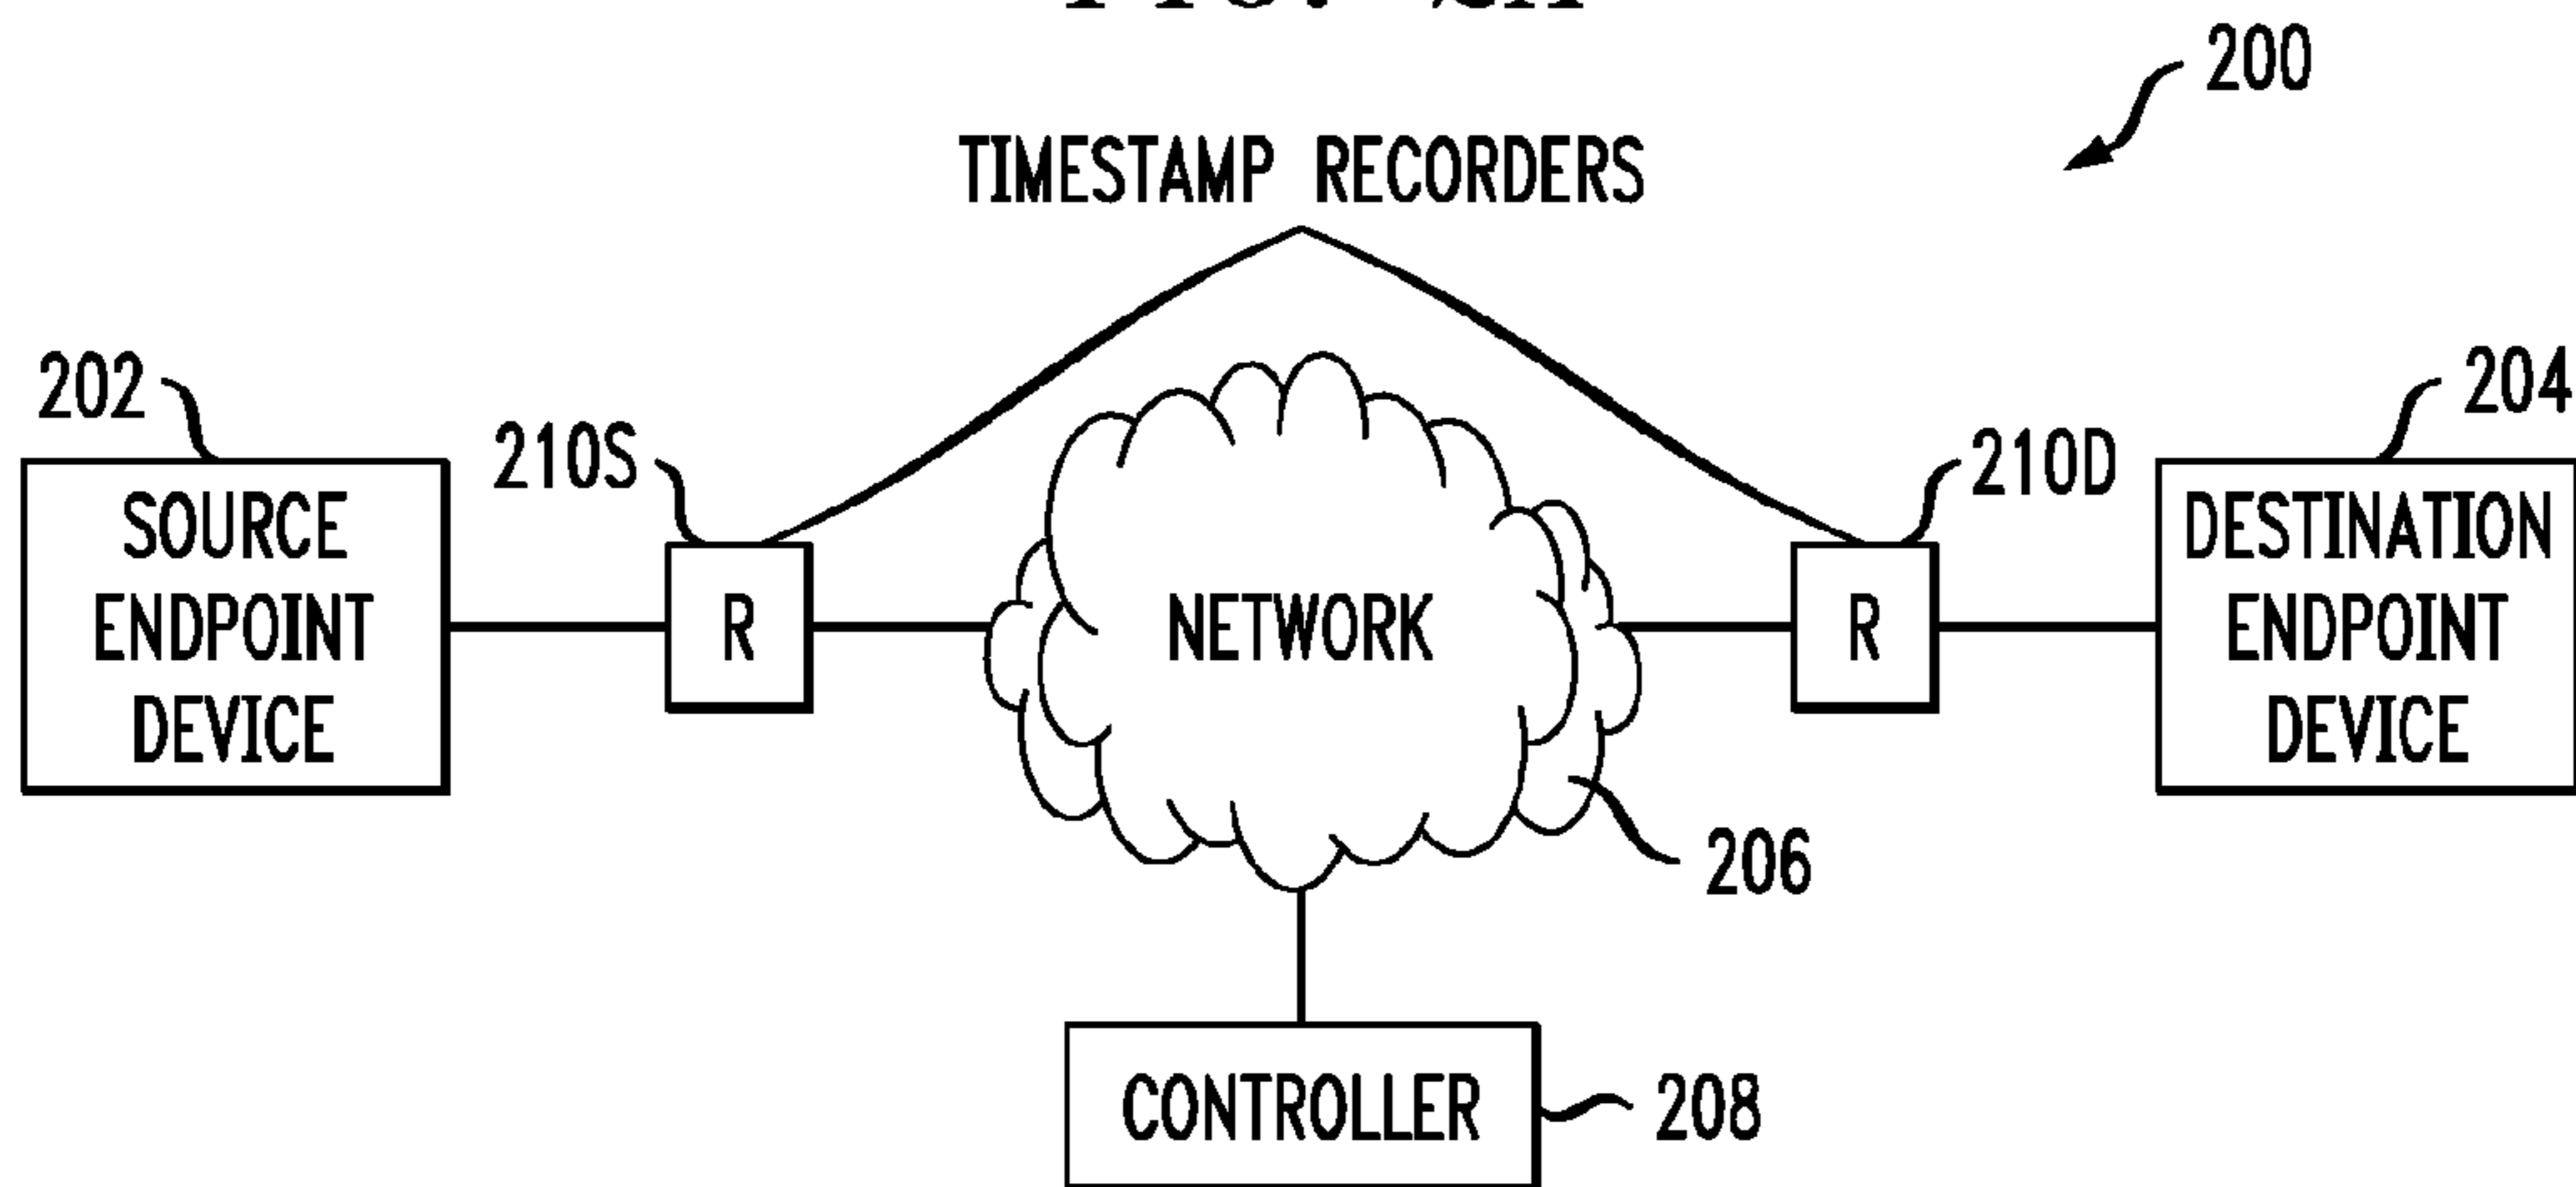 200
TIMESTAMP RECORDERS
202
204
210S
210D
SOURCE
ENDPOINT
DEVICE
R
NETWORK
R
DESTINATION
ENDPOINT
DEVICE
206
CONTROLLER
208